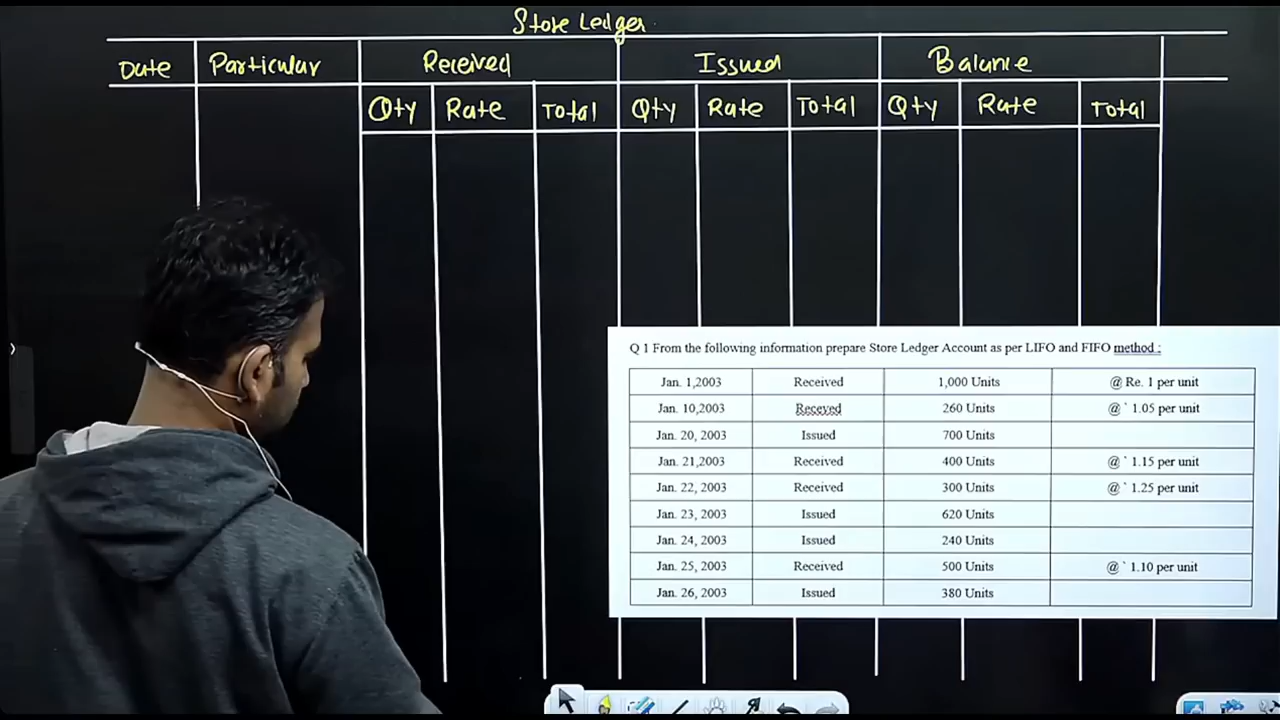 Store Ledger
Date Particular Received Issued Balance
Qty Rate Total Qty Rate Total Qty Rate Total
Q 1 From the following information prepare Store Ledger Account as per LIFO and FIFO method :
Jan. 1,2003 Received 1,000 Units @ Re. 1 per unit
Jan. 10,2003 Receved 260 Units @ ` 1.05 per unit
Jan. 20, 2003 Issued 700 Units
Jan. 21,2003 Received 400 Units @ ` 1.15 per unit
Jan. 22, 2003 Received 300 Units @ ` 1.25 per unit
Jan. 23, 2003 Issued 620 Units
Jan. 24, 2003 Issued 240 Units
Jan. 25, 2003 Received 500 Units @ ` 1.10 per unit
Jan. 26, 2003 Issued 380 Units